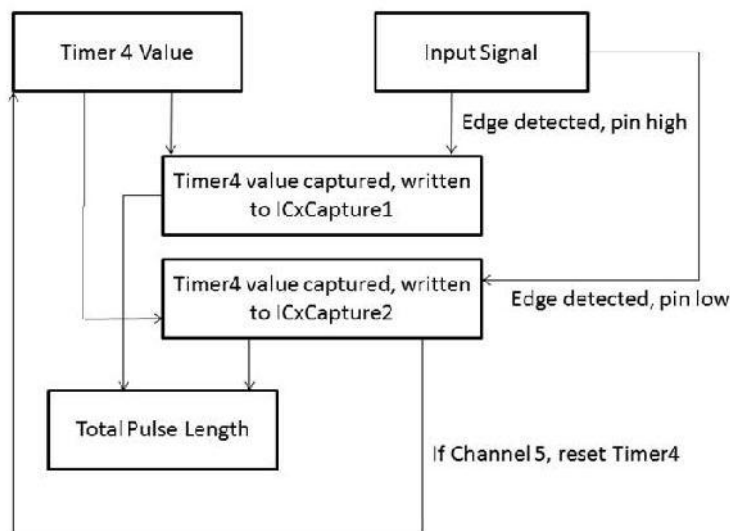 Timer 4 Value
Input Signal
Edge detected, pin high
Timer4 value captured, written
to ICxCapture1
Timer4 value captured, written
to ICxCapture2
Edge detected, pin low
Total Pulse Length
If Channel 5, reset Timer4